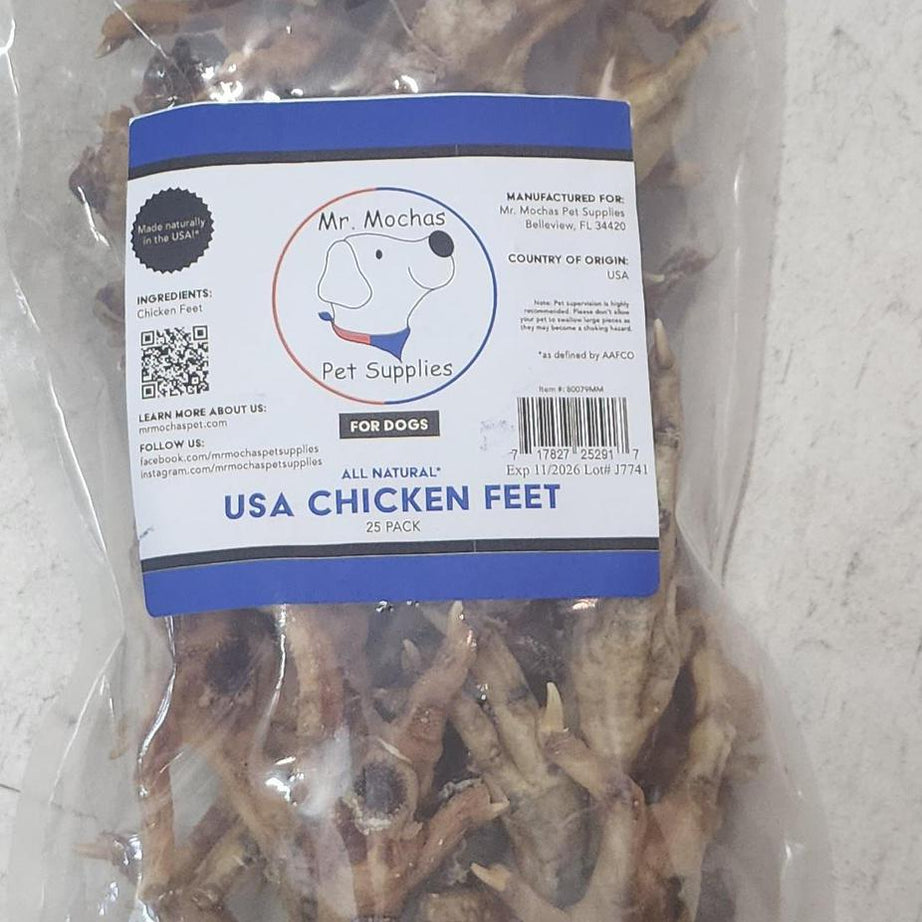 Made naturally
in the USA!*
INGREDIENTS:
Chicken Feet
LEARN MORE ABOUT US:
mrmochaspet.com
FOLLOW US:
facebook.com/mrmochaspetsupplies
instagram.com/mrmochaspetsupplies
Mr. Mochas
Pet Supplies
FOR DOGS
ALL NATURAL*
USA CHICKEN FEET
25 PACK
MANUFACTURED FOR:
Mr. Mochas Pet Supplies
Belleview, FL 34420
COUNTRY OF ORIGIN:
USA
Note: Pet supervision is highly
recommended. Please don't allow
your pet to swallow large pieces as
they may become a choking hazard.
*as defined by AAFCO
Item #: 80079MM
7 17827 25291 7
Exp 11/2026 Lot# J7741